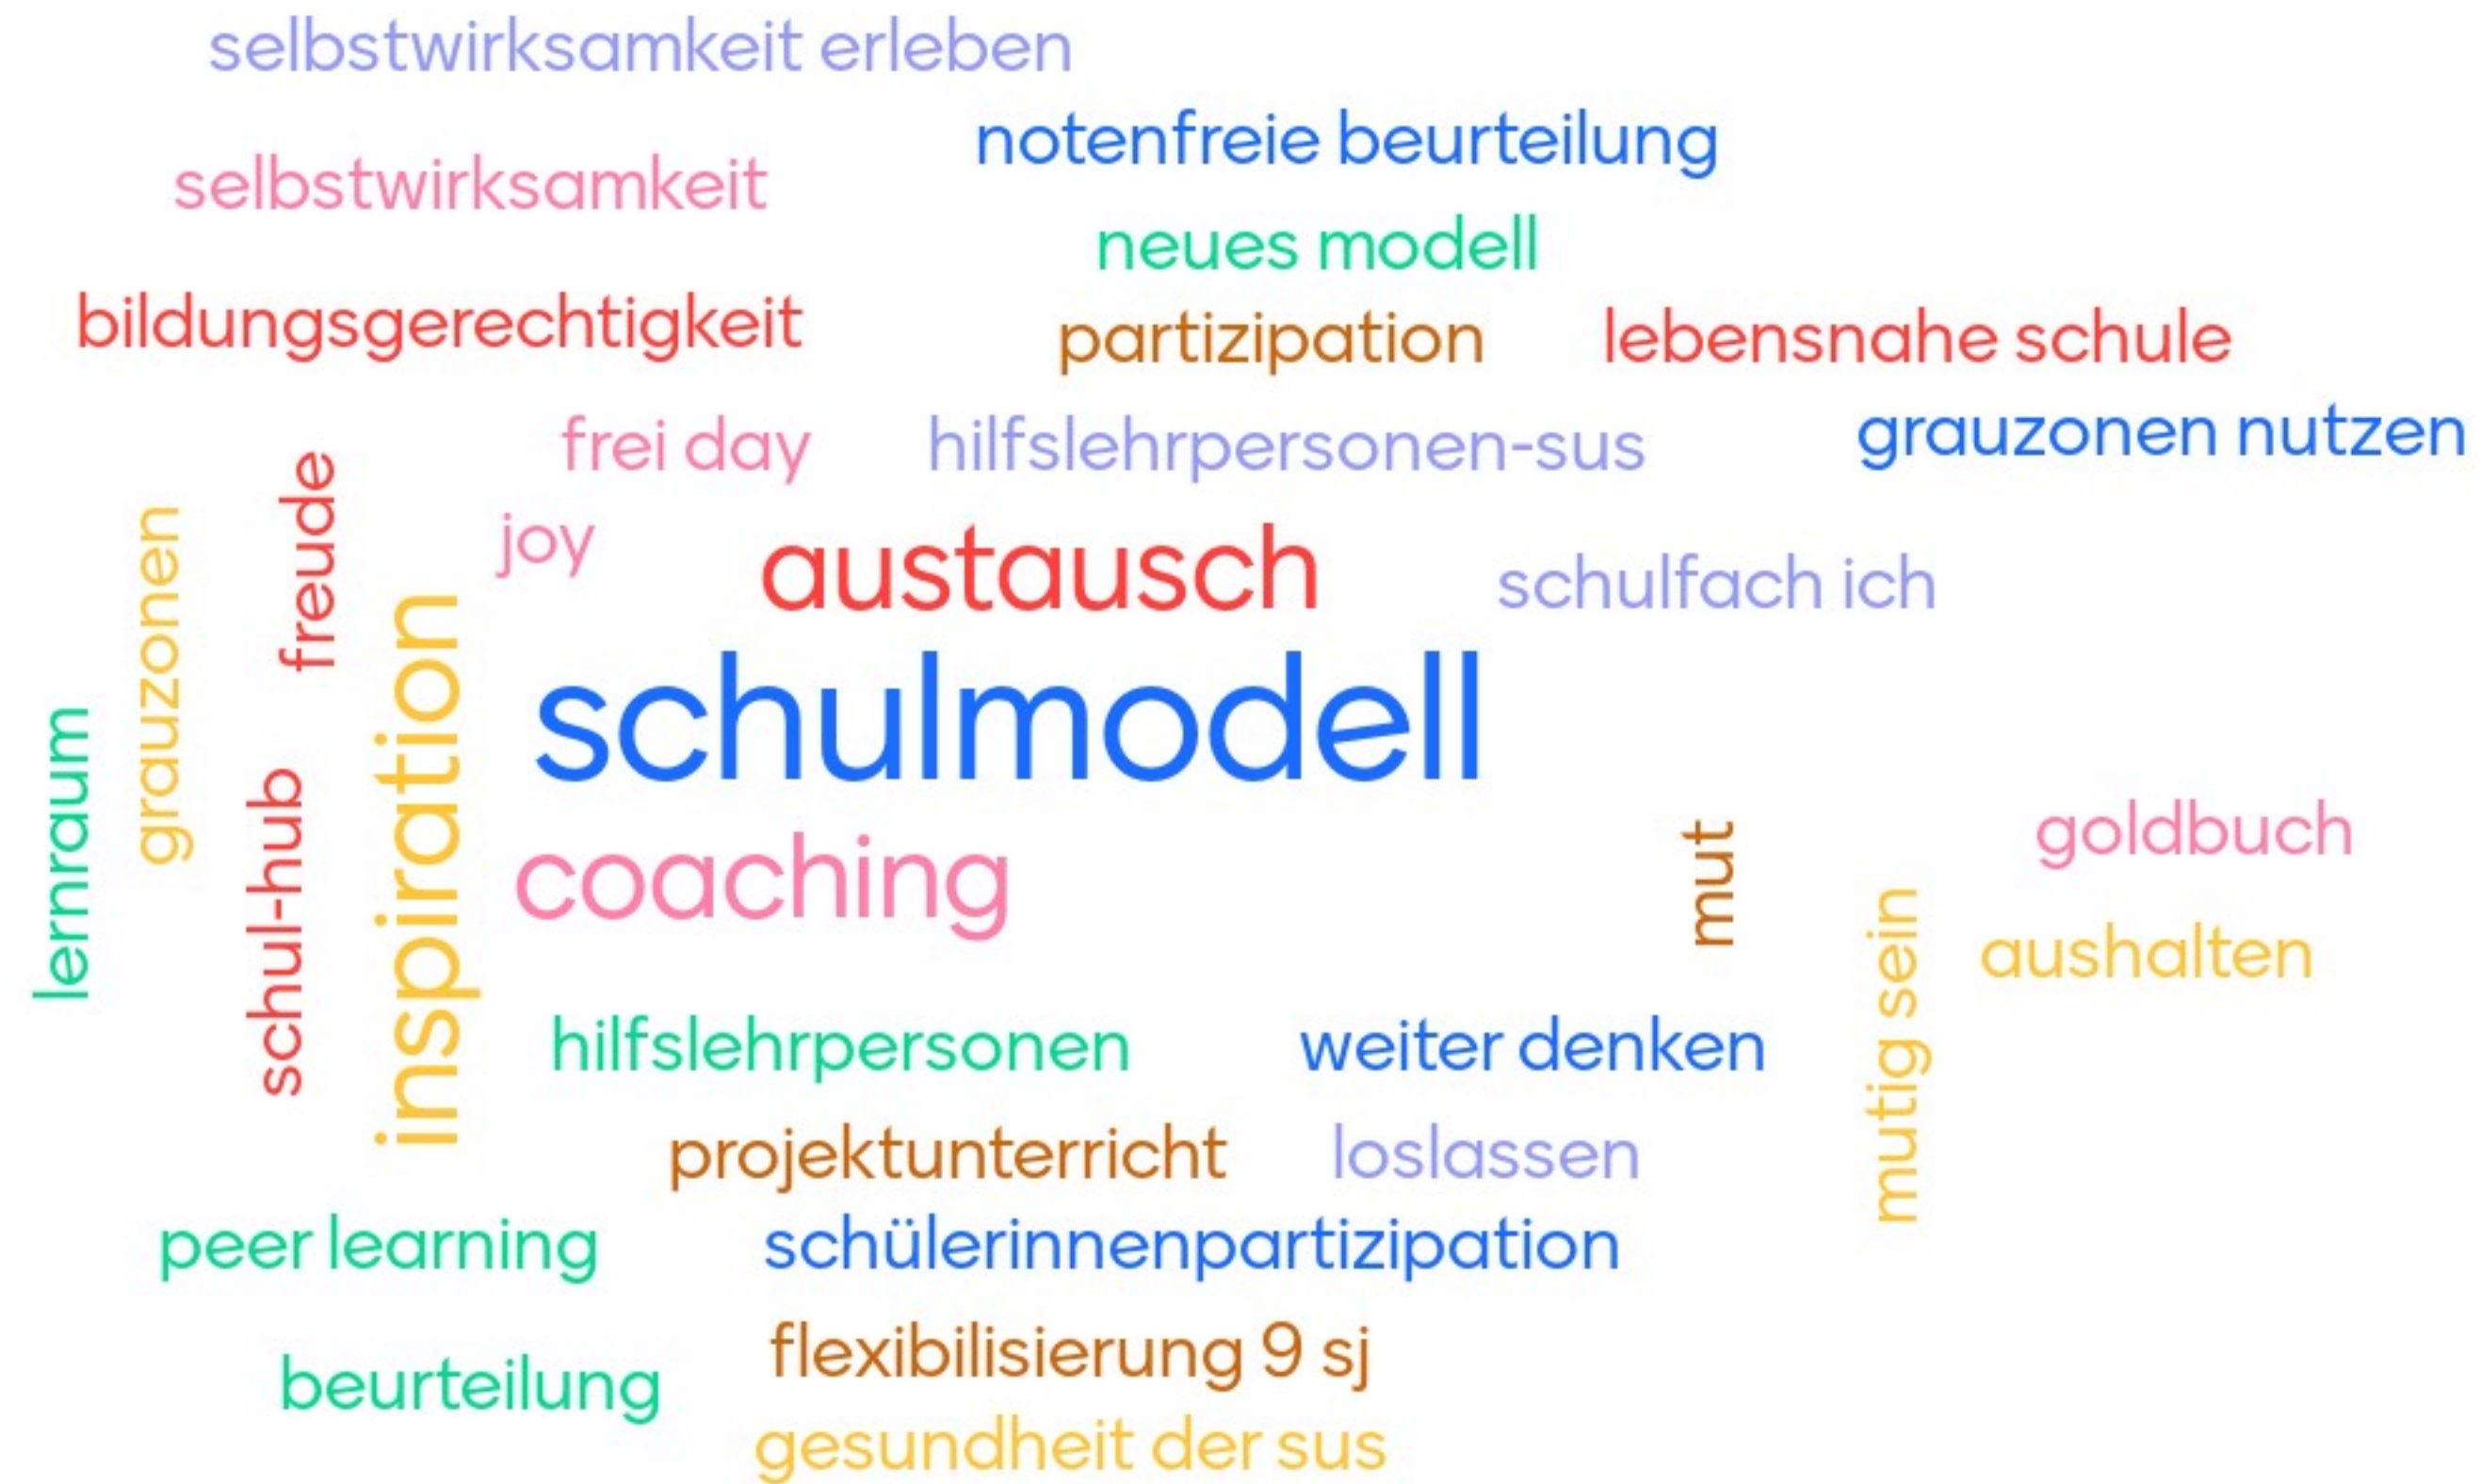 selbstwirksamkeit erleben
notenfreie beurteilung
selbstwirksamkeit
neues modell
bildungsgerechtigkeit
partizipation
lebensnahe schule
frei day
hilfslehrpersonen-sus
grauzonen nutzen
freude
grauzonen
joy
austausch
schulfach ich
lernraum
schul-hub
inspiration
schulmodell
coaching
mut
goldbuch
mutig sein
aushalten
hilfslehrpersonen
weiter denken
projektunterricht
loslassen
peer learning
schülerinnenpartizipation
flexibilisierung 9 sj
beurteilung
gesundheit der sus